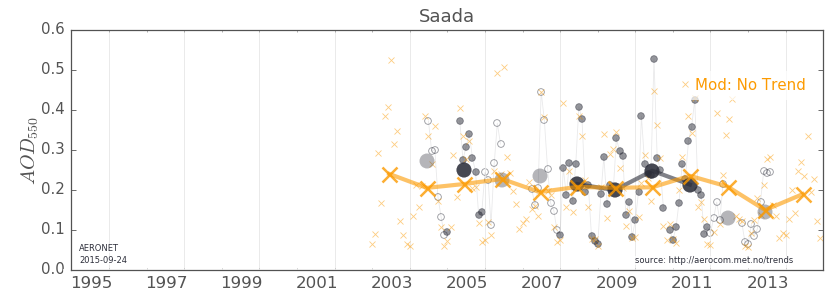 Saada
0.6
0.5
0.4
0.3
0.2
0.1
0.0
AOD550
Mod: No Trend
AERONET
2015-09-24
source: http://aerocom.met.no/trends
1995 1997 1999 2001 2003 2005 2007 2009 2011 2013